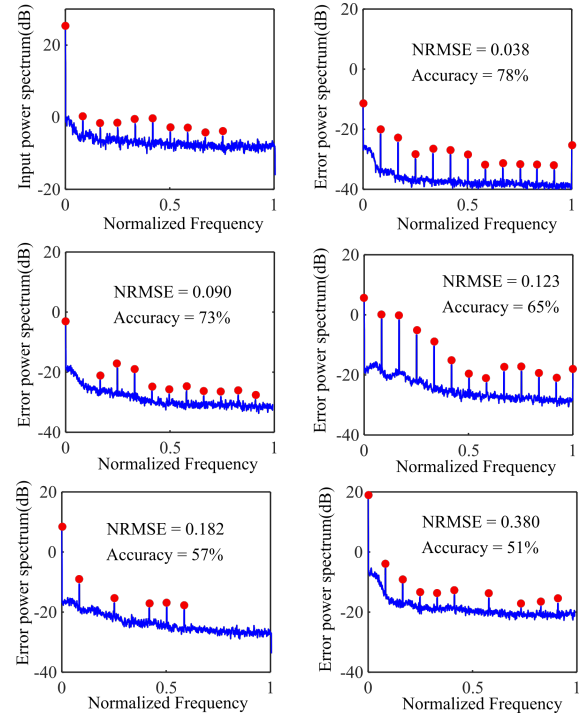 Input power spectrum(dB)
20
0
-20
0
0.5
1
Normalized Frequency
Error power spectrum(dB)
20
0
-20
-40
NRMSE = 0.038
Accuracy = 78%
0
0.5
1
Normalized Frequency
Error power spectrum(dB)
20
0
-20
-40
NRMSE = 0.090
Accuracy = 73%
0
0.5
1
Normalized Frequency
Error power spectrum(dB)
20
0
-20
-40
NRMSE = 0.123
Accuracy = 65%
0
0.5
1
Normalized Frequency
Error power spectrum(dB)
20
0
-20
-40
NRMSE = 0.182
Accuracy = 57%
0
0.5
1
Normalized Frequency
Error power spectrum(dB)
20
0
-20
-40
NRMSE = 0.380
Accuracy = 51%
0
0.5
1
Normalized Frequency